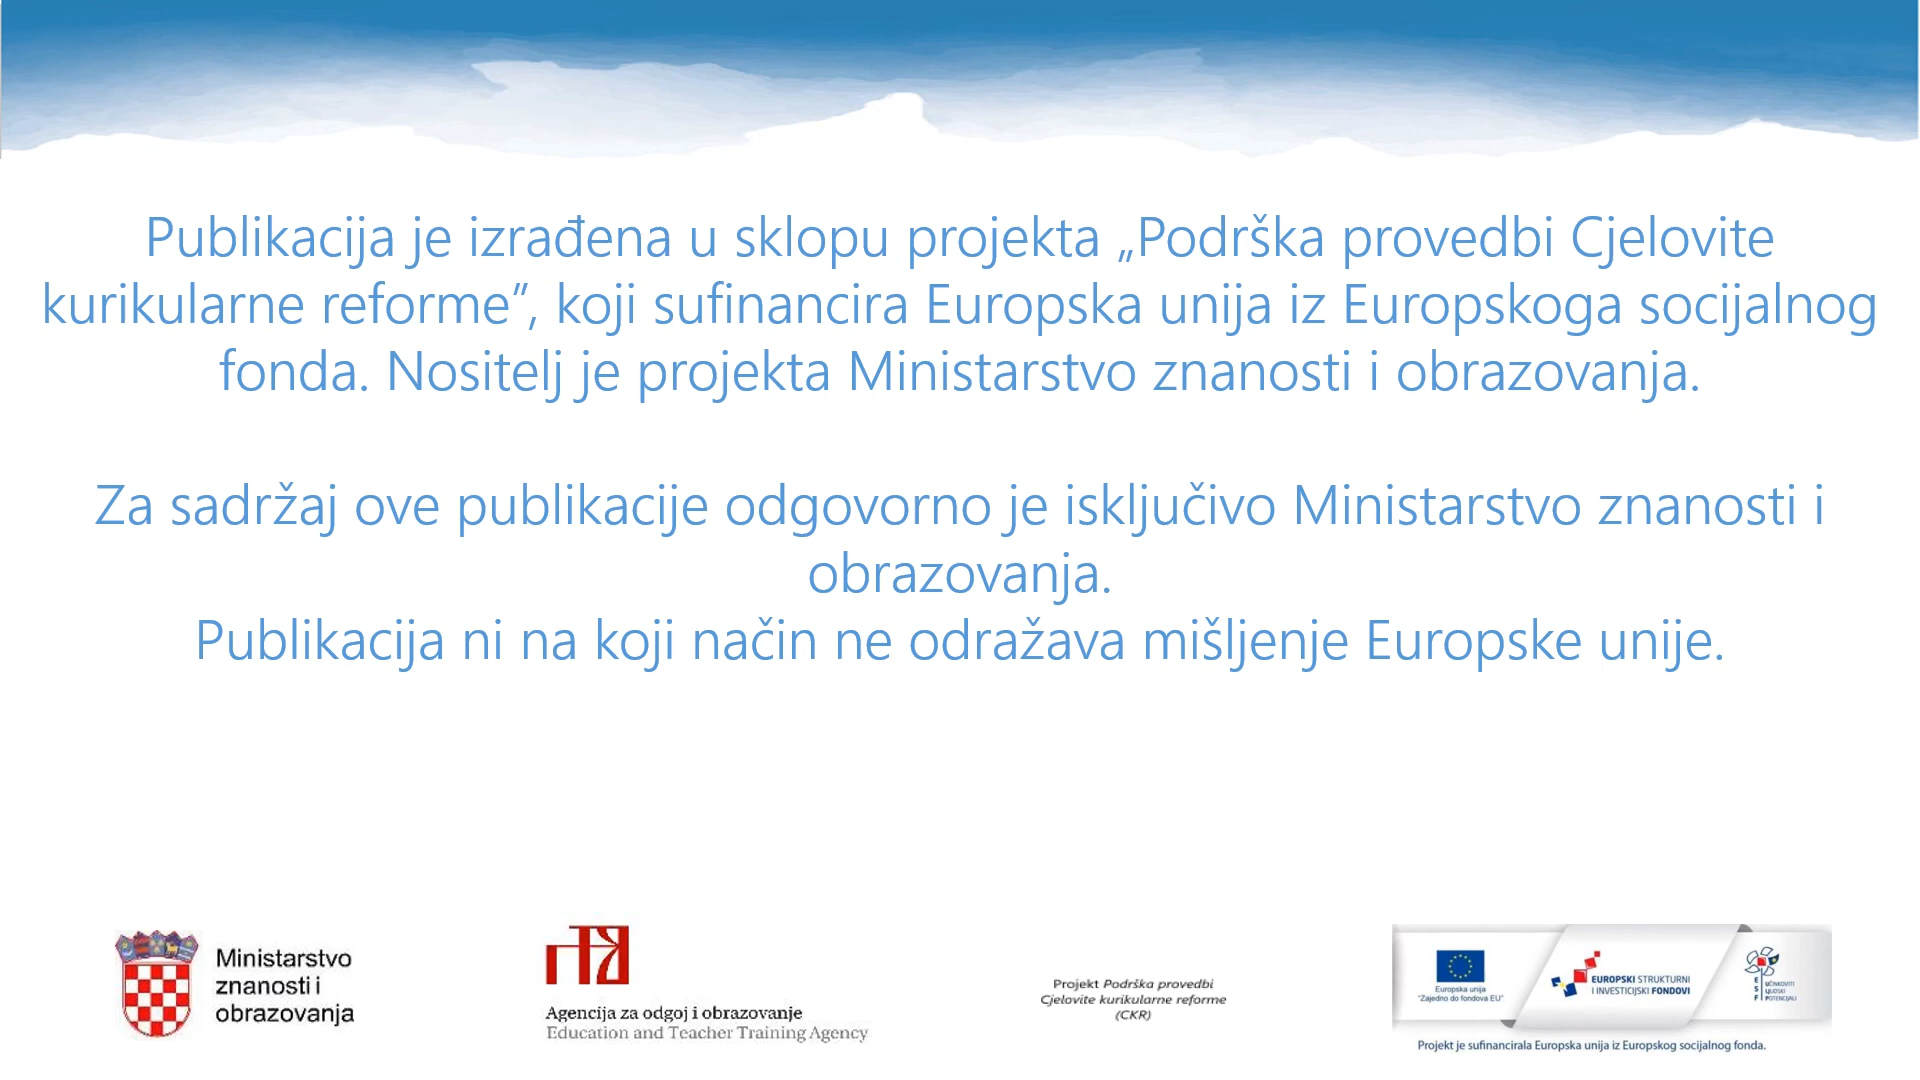 Publikacija je izrađena u sklopu projekta „Podrška provedbi Cjelovite
kurikularne reforme”, koji sufinancira Europska unija iz Europskoga socijalnog
fonda. Nositelj je projekta Ministarstvo znanosti i obrazovanja.
Za sadržaj ove publikacije odgovorno je isključivo Ministarstvo znanosti i
obrazovanja.
Publikacija ni na koji način ne odražava mišljenje Europske unije.
Ministarstvo
znanosti i
obrazovanja
Agencija za odgoj i obrazovanje
Education and Teacher Training Agency
Projekt Podrška provedbi
Cjelovite kurikularne reforme
(CKR)
Europska unija
"Zajedno do fondova EU"
EUROPSKI STRUKTURNI
I INVESTICIJSKI FONDOVI
ESF
UČINKOVITI
LJUDSKI
POTENCIJALI
Projekt je sufinancirala Europska unija iz Europskog socijalnog fonda.